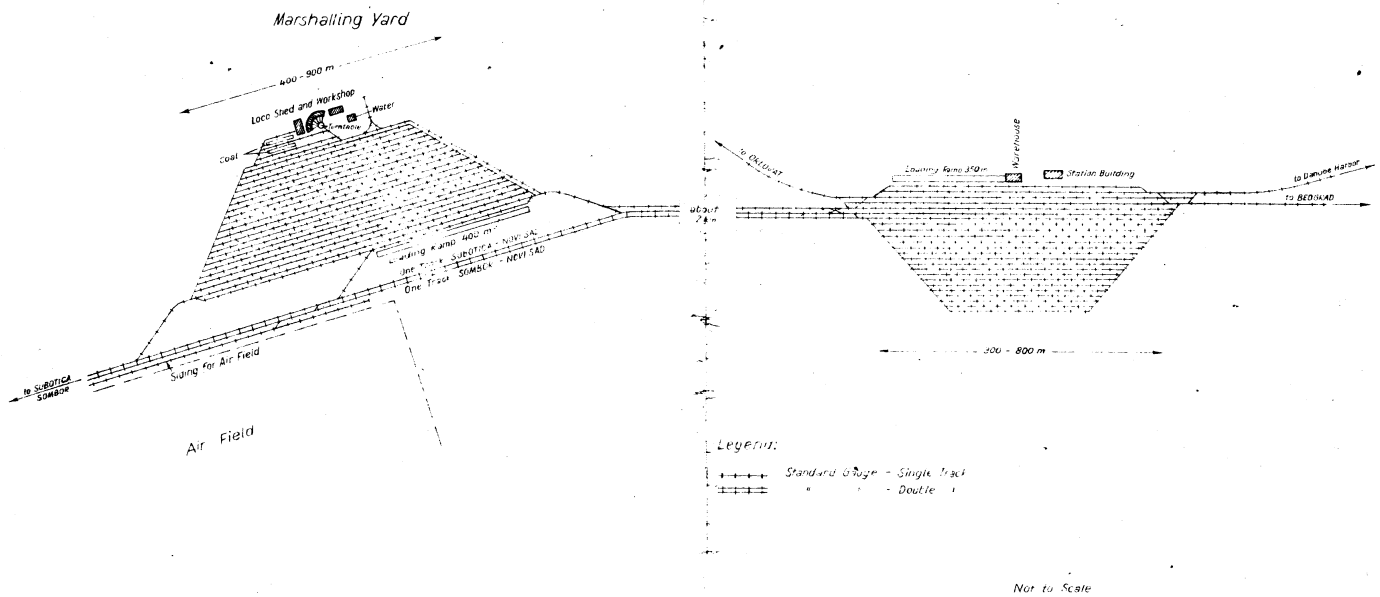 Marshalling Yard
400 - 900 m
Loco Shed and Workshop
Water
Turntable
Coal
Loading Ramp 400 m
One Track SUBOTICA - NOVI SAD
One Track SOMBOR - NOVI SAD
Siding for Air Field
to SUBOTICA
SOMBOR
Air Field
about
to
Loading Ramp 350 m
Warehouse
Station Building
to Danube Harbor
to BEOGRAD
300 - 800 m
Legend:
Standard Gauge - Single Track
" " - Double "
Not to Scale